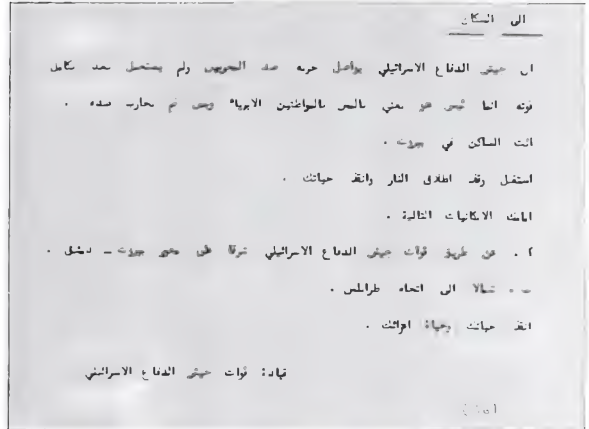 الى السكان
ان جيش الدفاع الاسرائيلي يواصل حربه ضد المخربين ولم يستعمل بعد كامل
قوته انما هو معني بالمواطنين الابرياء
انت الساكن في بيروت .
استغل وقف اطلاق النار وانقذ حياتك .
امامك الامكانيات التالية .
عن طريق قوات جيش الدفاع الاسرائيلي شرقا على محور بيروت - دمشق .
شمالا الى اتجاه طرابلس .
انقذ حياتك وحياة اعزائك .
قيادة قوات جيش الدفاع الاسرائيلي